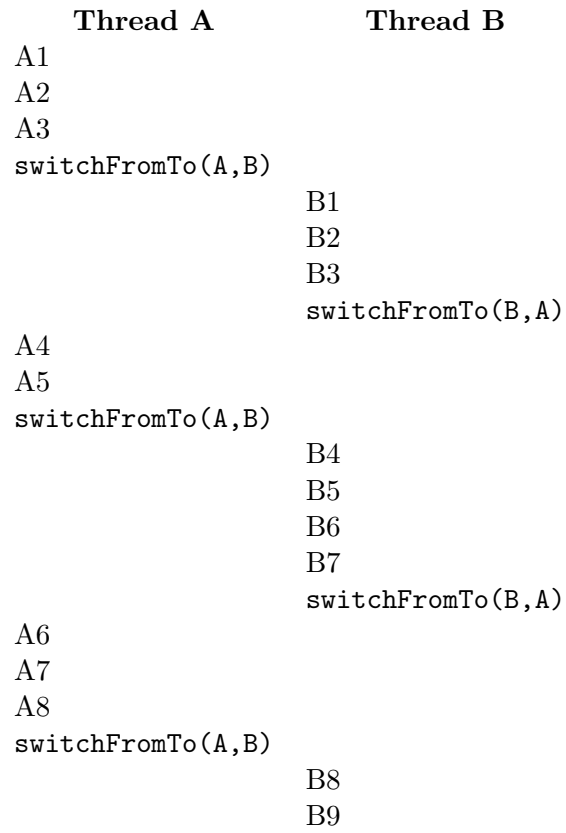 Thread A Thread B
A1
A2
A3
switchFromTo(A,B)
B1
B2
B3
switchFromTo(B,A)
A4
A5
switchFromTo(A,B)
B4
B5
B6
B7
switchFromTo(B,A)
A6
A7
A8
switchFromTo(A,B)
B8
B9